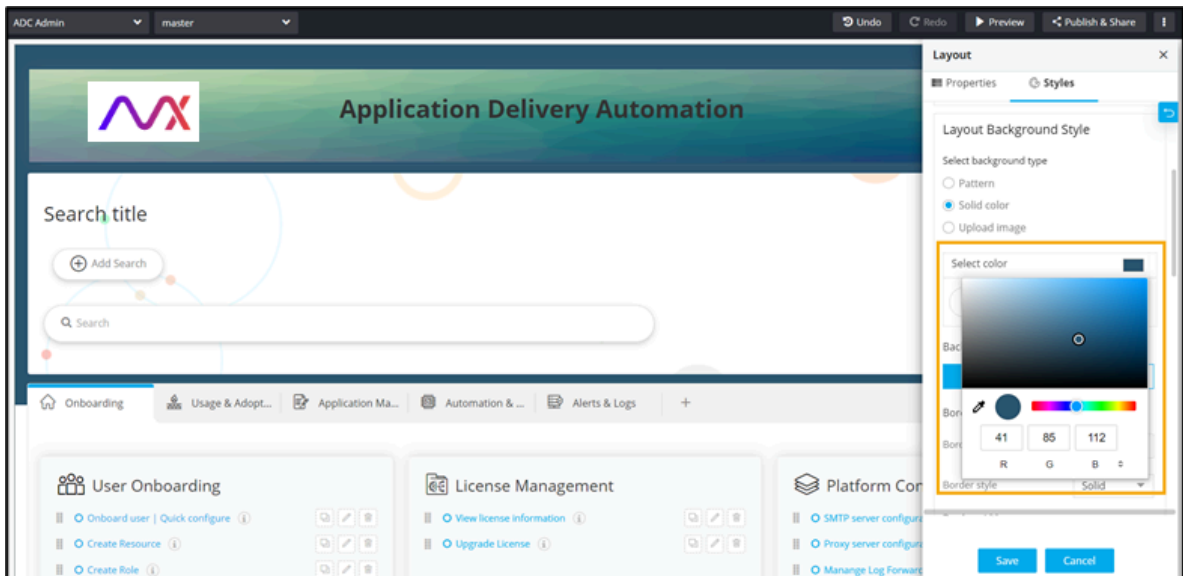 ADC Admin
master
Undo
Redo
Preview
Publish & Share
Application Delivery Automation
Search title
Add Search
Search
Onboarding
Usage & Adopt...
Application Ma...
Automation & ...
Alerts & Logs
User Onboarding
Onboard user | Quick configure
Create Resource
Create Role
License Management
View license information
Upgrade License
Platform Con
SMTP server configura
Proxy server configura
Manange Log Forward
Layout
Properties
Styles
Layout Background Style
Select background type
Pattern
Solid color
Upload image
Select color
Bac
Bor
41 85 112
R G B
Bord
Border style
Solid
Save
Cancel